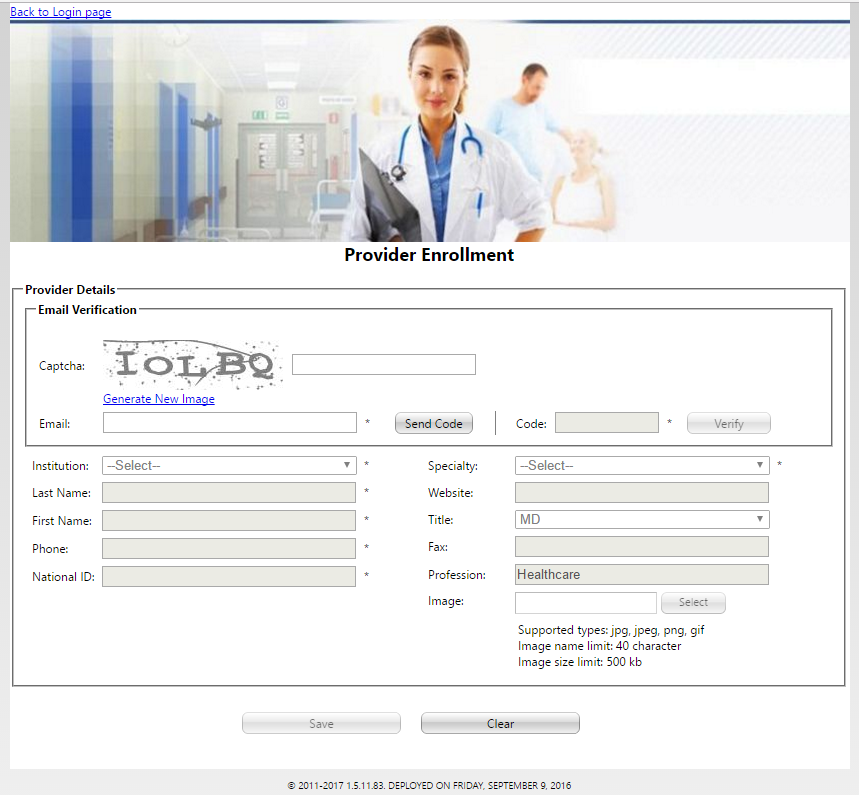 Back to Login page
Provider Enrollment
Provider Details
Email Verification
Captcha: IOLBQ
Generate New Image
Email: * Send Code Code: * Verify
Institution: --Select-- * Specialty: --Select-- *
Last Name: * Website:
First Name: * Title: MD
Phone: * Fax:
National ID: * Profession: Healthcare
Image: Select
Supported types: jpg, jpeg, png, gif
Image name limit: 40 character
Image size limit: 500 kb
Save Clear
© 2011-2017 1.5.11.83. DEPLOYED ON FRIDAY, SEPTEMBER 9, 2016